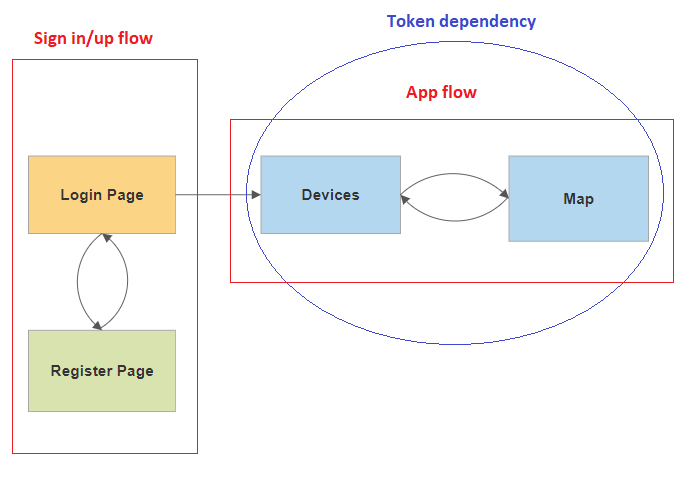 Token dependency
Sign in/up flow
App flow
Login Page
Devices
Map
Register Page